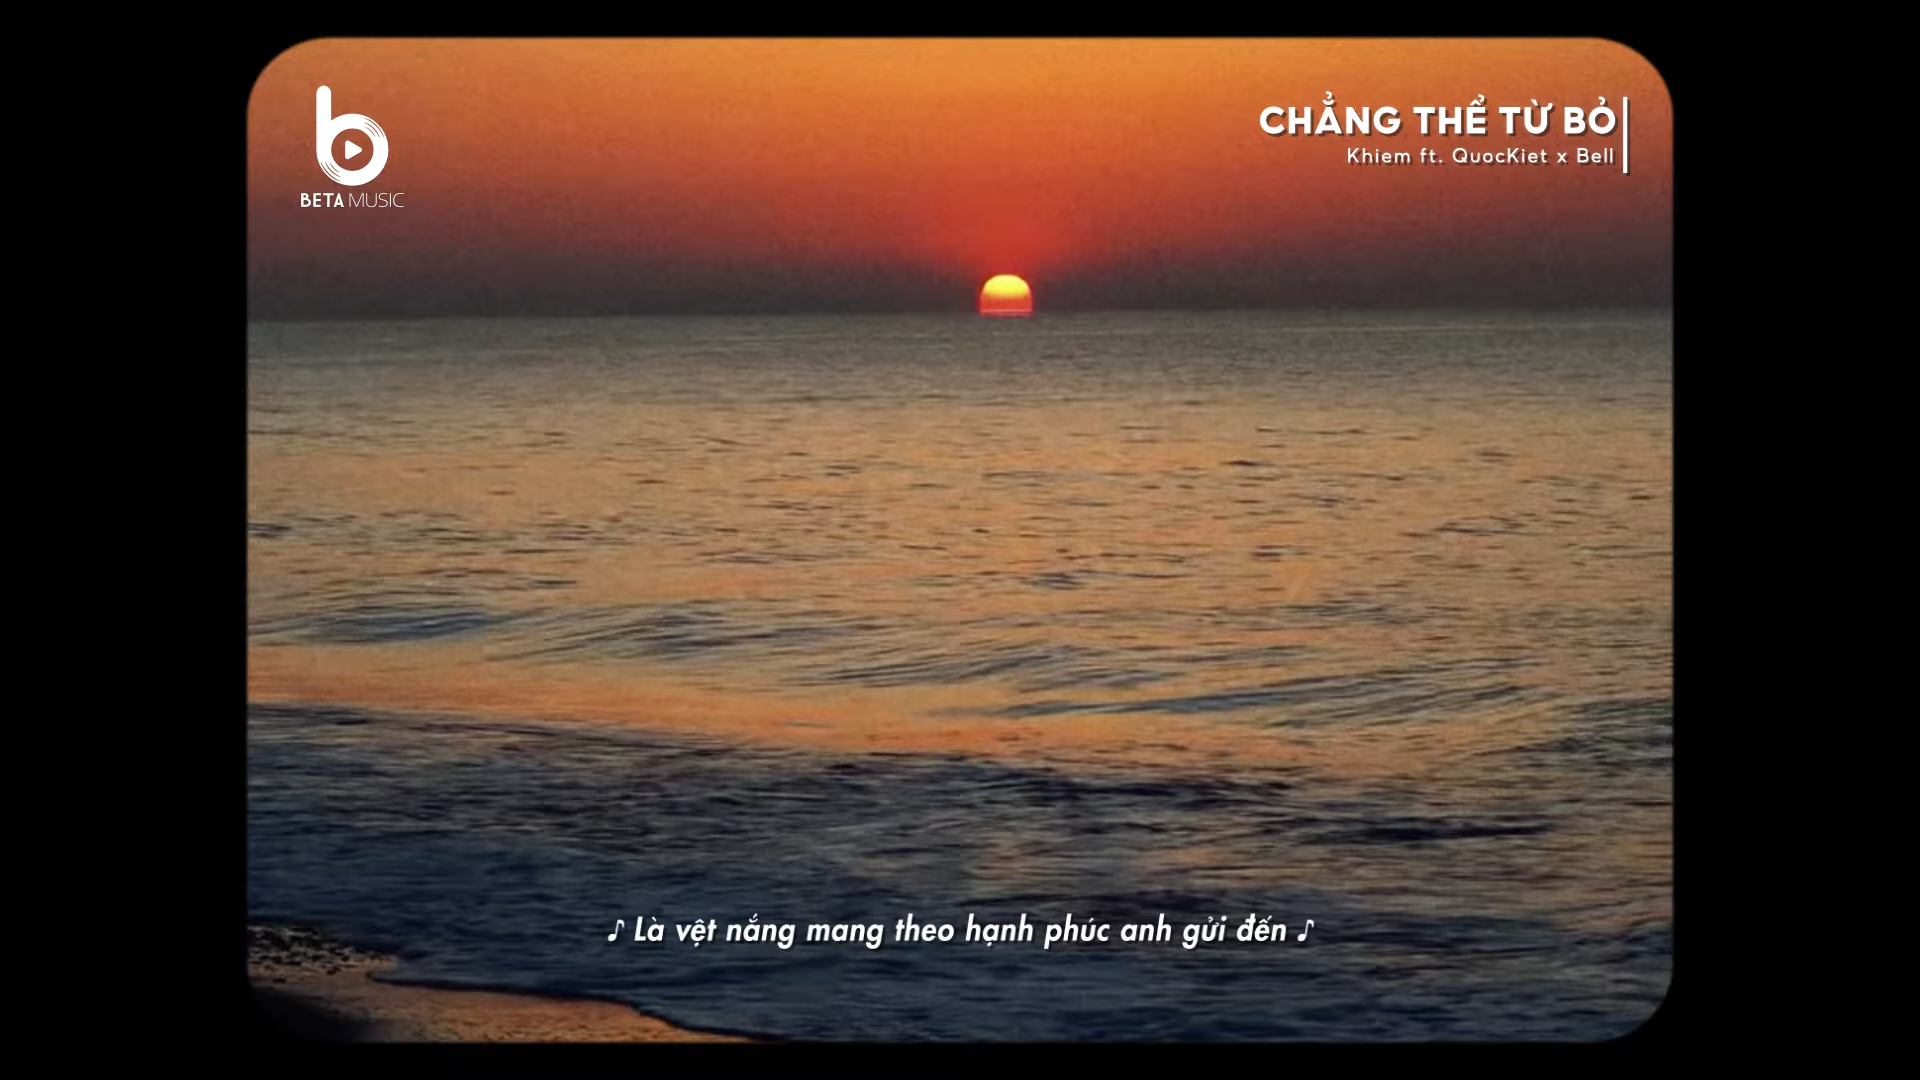 BETA MUSIC
CHẲNG THỂ TỪ BỎ
Khiem ft. QuocKiet x Bell
♪ Là vệt nắng mang theo hạnh phúc anh gửi đến ♪